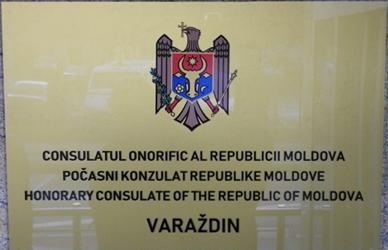 CONSULATUL ONORIFIC AL REPUBLICII MOLDOVA
POČASNI KONZULAT REPUBLIKE MOLDOVE
HONORARY CONSULATE OF THE REPUBLIC OF MOLDOVA
VARAŽDIN